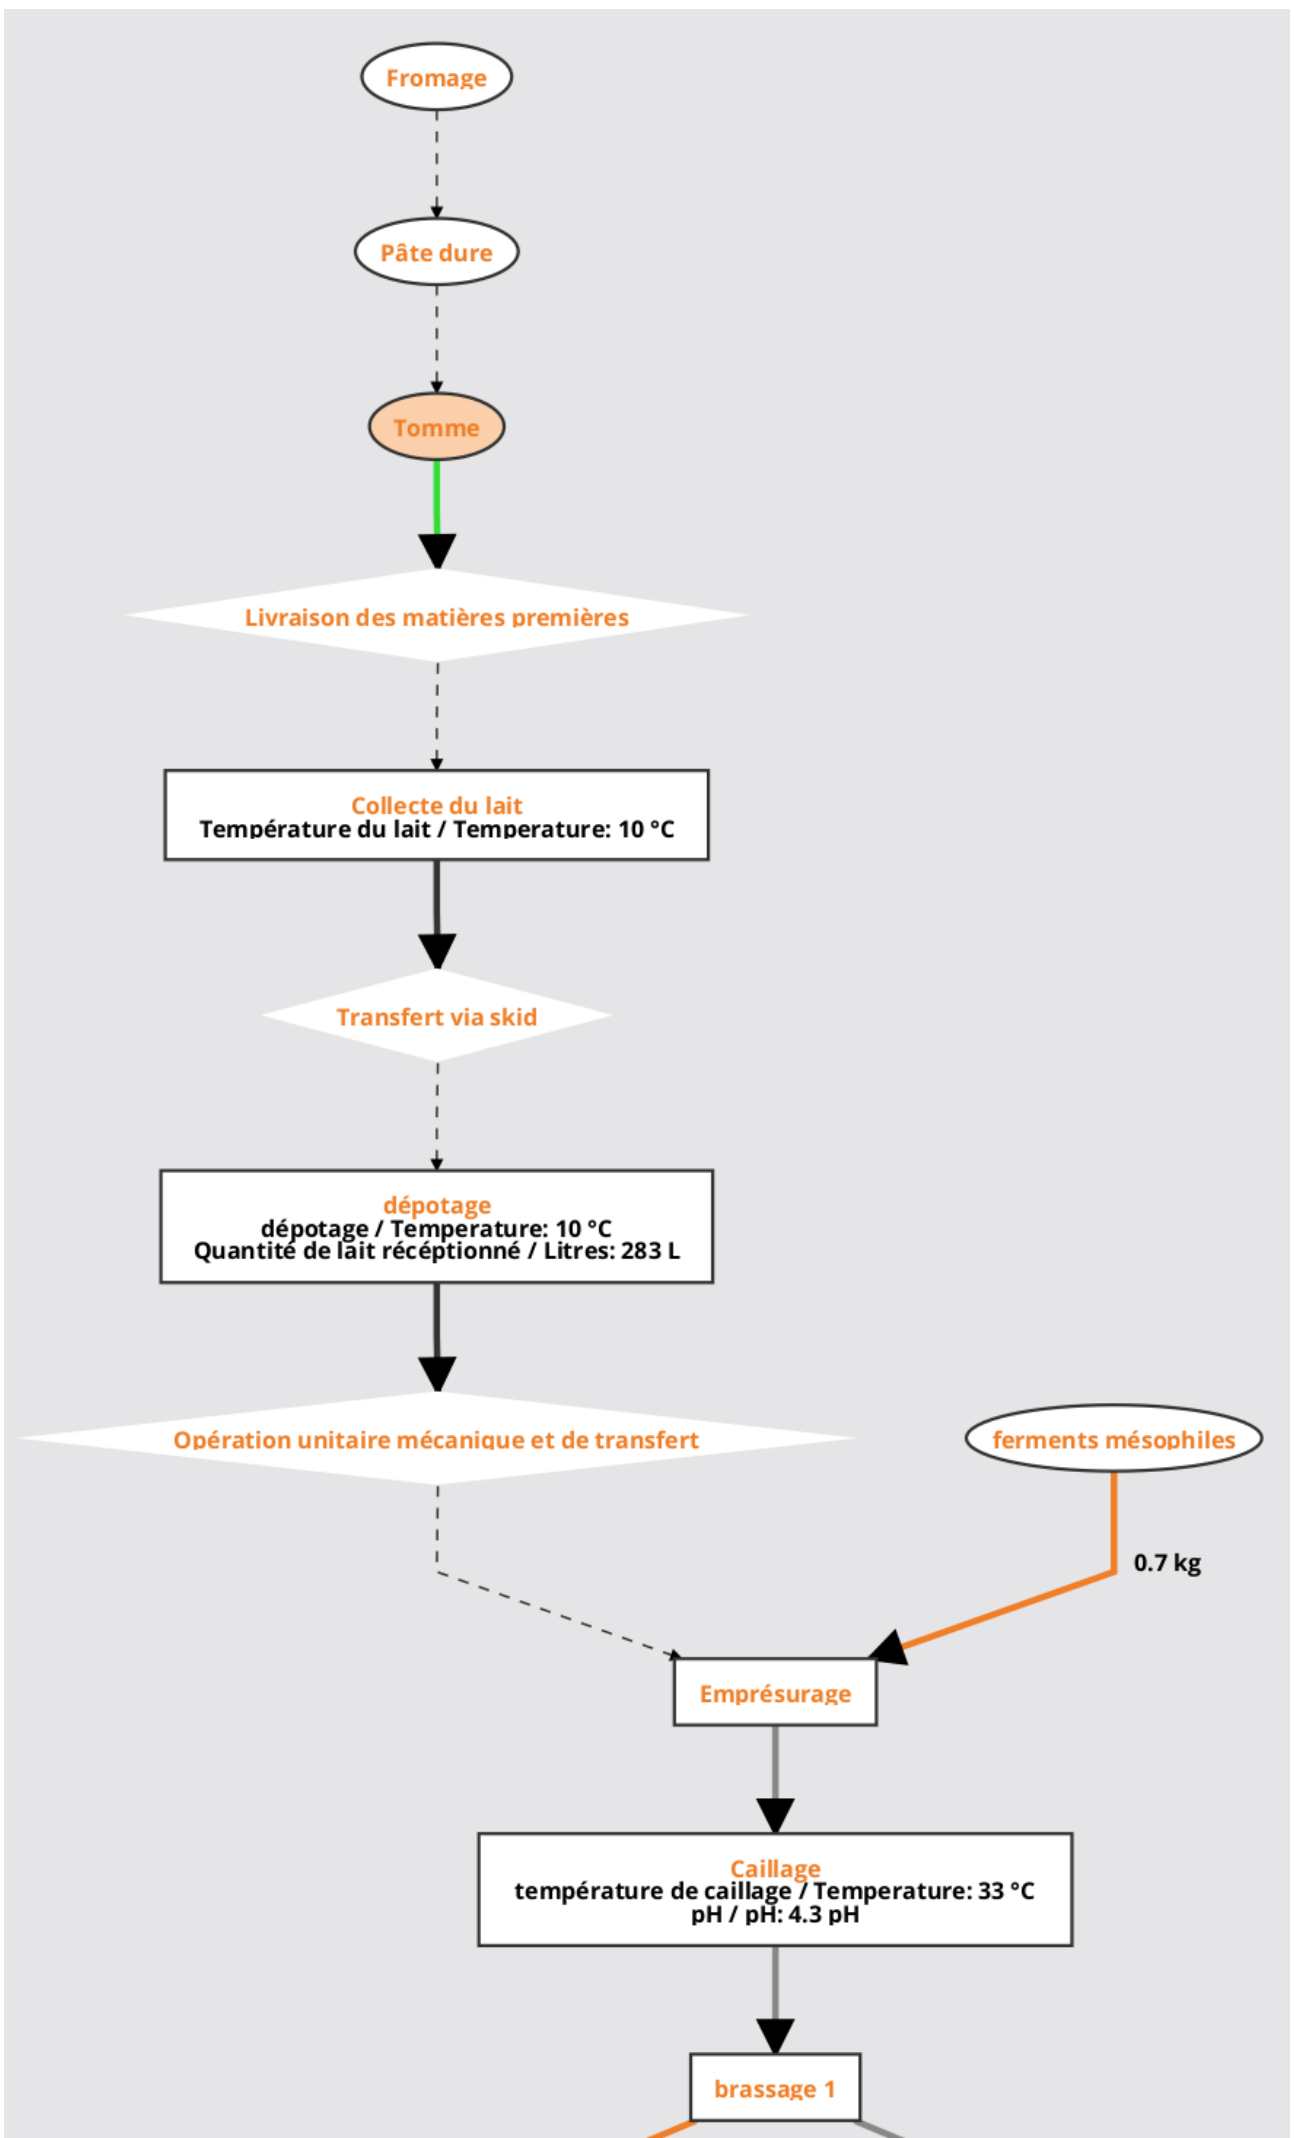 Fromage
Pâte dure
Tomme
Livraison des matières premières
Collecte du lait
Température du lait / Temperature: 10 °C
Transfert via skid
dépotage
dépotage / Temperature: 10 °C
Quantité de lait récéptionné / Litres: 283 L
Opération unitaire mécanique et de transfert
ferments mésophiles
0.7 kg
Emprésurage
Caillage
température de caillage / Temperature: 33 °C
pH / pH: 4.3 pH
brassage 1